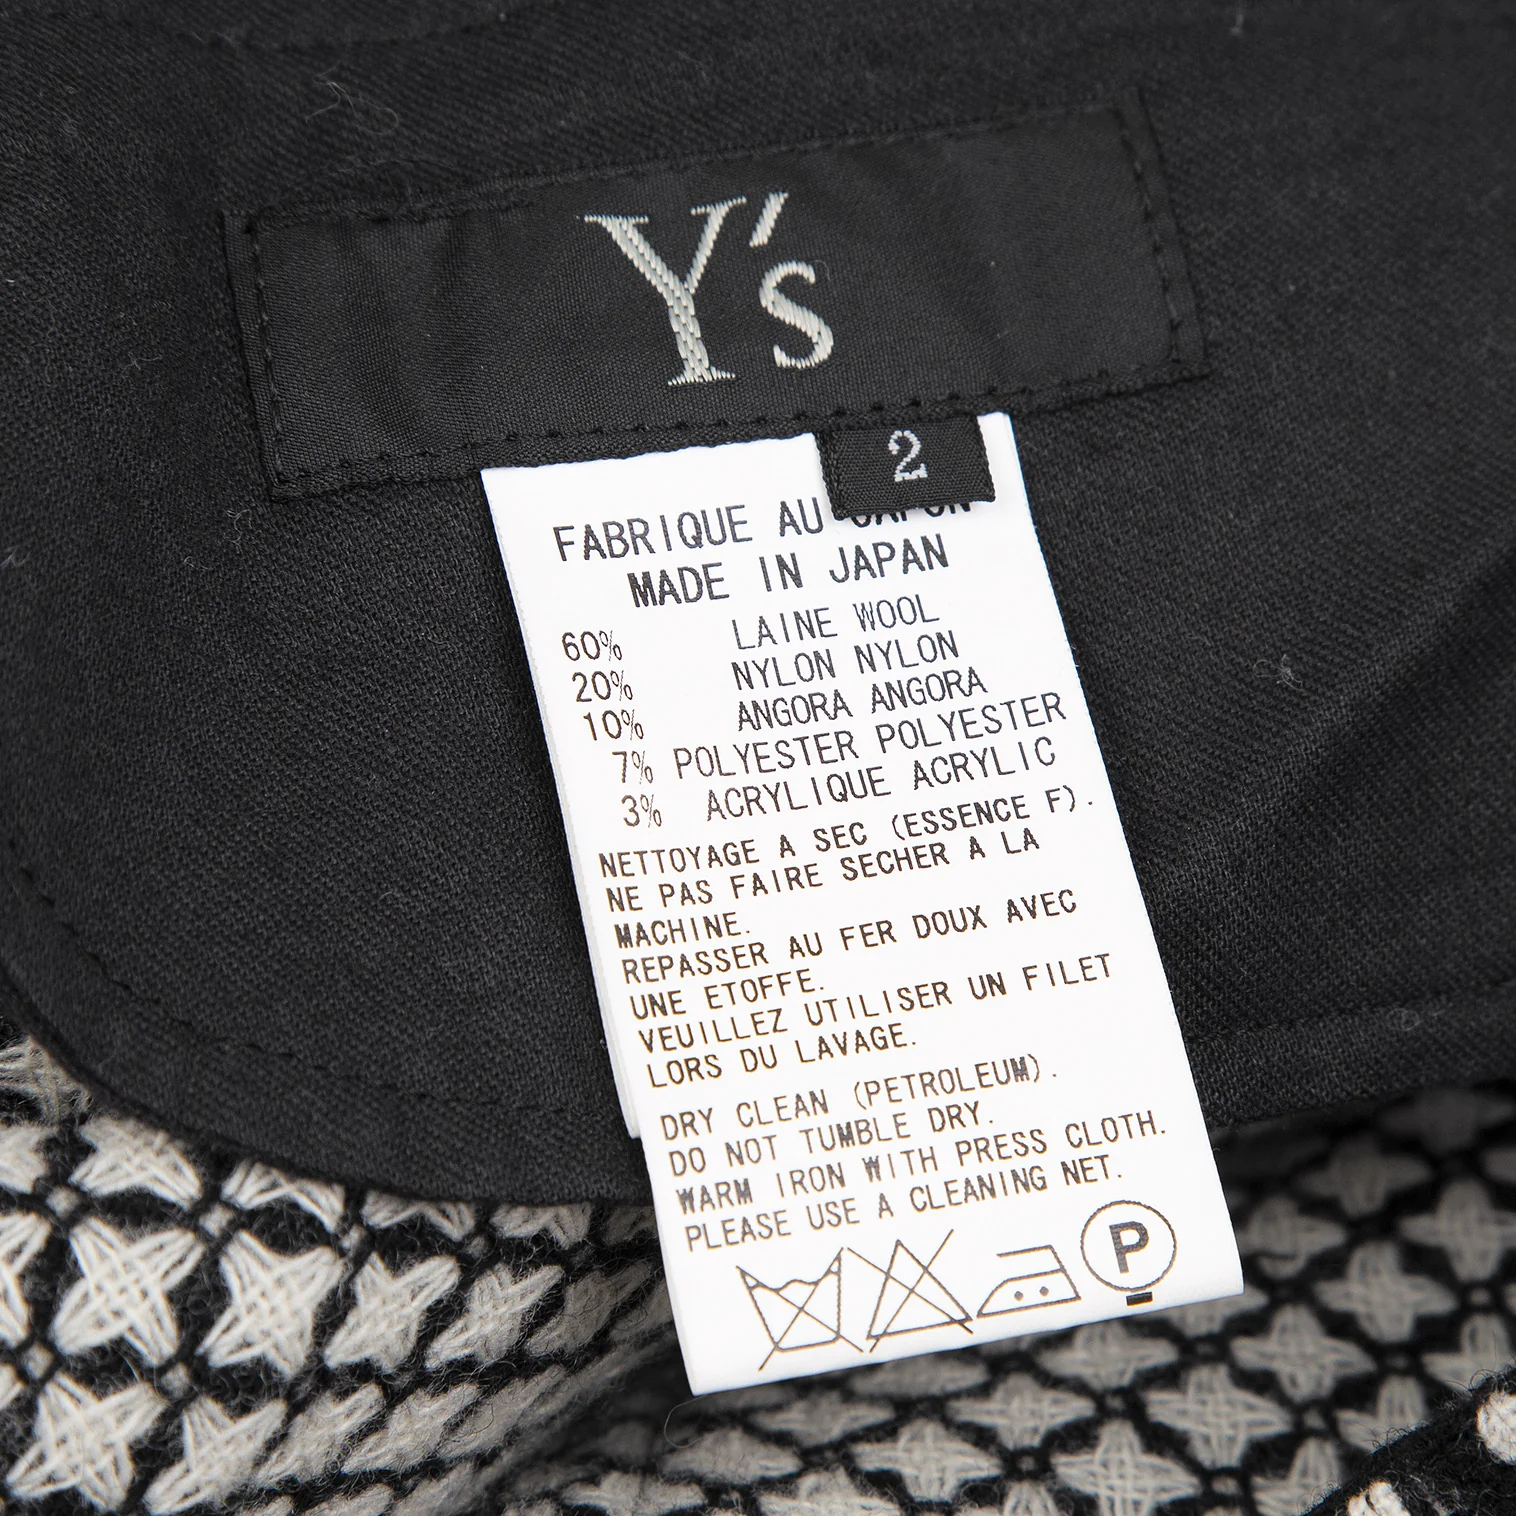 Y's
2
FABRIQUE AU JAPON
MADE IN JAPAN
60% LAINE WOOL
20% NYLON NYLON
10% ANGORA ANGORA
7% POLYESTER POLYESTER
3% ACRYLIQUE ACRYLIC
NETTOYAGE A SEC (ESSENCE F).
NE PAS FAIRE SECHER A LA
MACHINE.
REPASSER AU FER DOUX AVEC
UNE ETOFFE.
VEUILLEZ UTILISER UN FILET
LORS DU LAVAGE.
DRY CLEAN (PETROLEUM).
DO NOT TUMBLE DRY.
WARM IRON WITH PRESS CLOTH.
PLEASE USE A CLEANING NET.
P